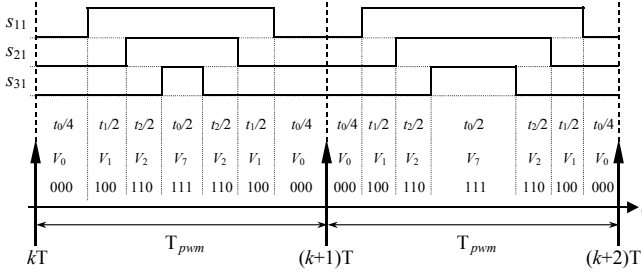 s11
s21
s31
t0/4 t1/2 t2/2 t0/2 t2/2 t1/2 t0/4 t0/4 t1/2 t2/2 t0/2 t2/2 t1/2 t0/4
V0 V1 V2 V7 V2 V1 V0 V0 V1 V2 V7 V2 V1 V0
000 100 110 111 110 100 000 000 100 110 111 110 100 000
Tpwm Tpwm
kT (k+1)T (k+2)T